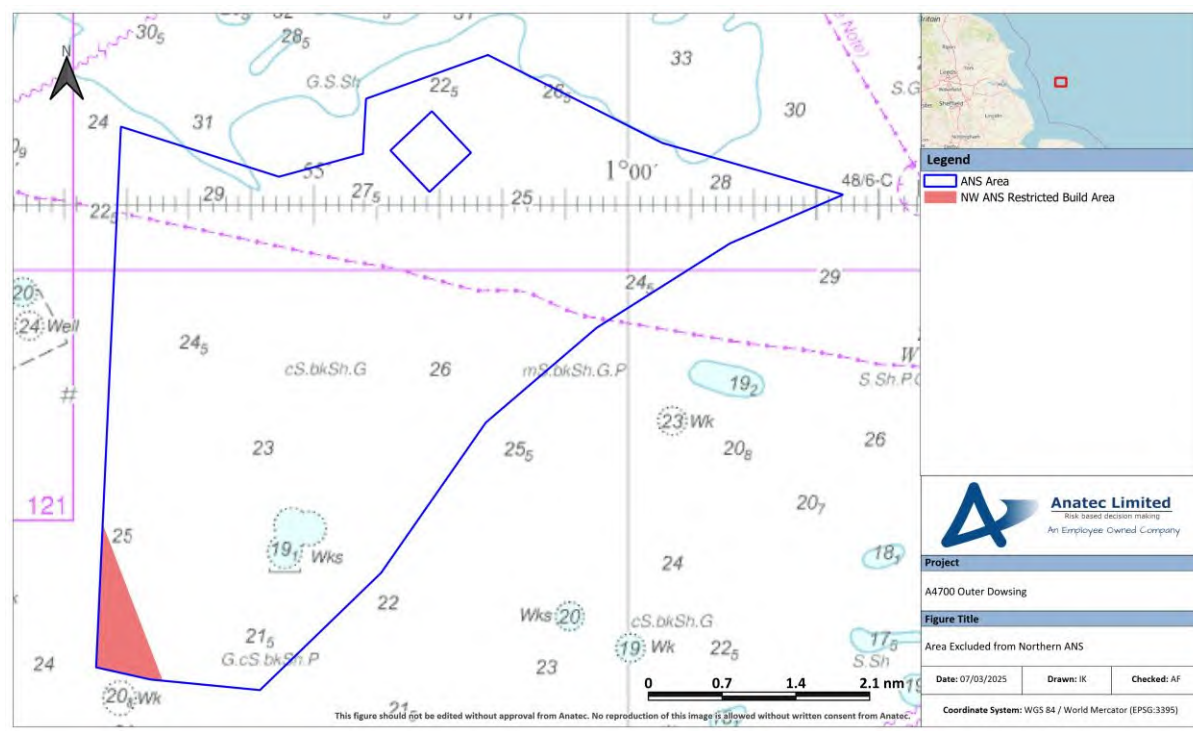 30₅
32
28₅
37
G.S.Sh
22₅
26₅
33
30
Note)
S.G
N
24
31
29
27₅
25
1°00´
28
48/6-C
22₅
20
24 Well
24₅
29
24₅
cS.bkSh.G
26
mS.bkSh.G.P
19₂
W
S.Sh.P.G
#
23 Wk
23
25₅
20₈
26
121
25
19₁ Wks
20₇
24
18₁
22
Wks 20
cS.bkSh.G
21₅
G.cS.bkSh.P
24
23
19 Wk
22₅
17₅
S.Sh
20₈ Wk
21₅
19
0 0.7 1.4 2.1 nm
This figure should not be edited without approval from Anatec. No reproduction of this image is allowed without written consent from Anatec.
Leeds
Sheffield
Legend
ANS Area
NW ANS Restricted Build Area
Anatec Limited
Risk based decision making
An Employee Owned Company
Project
A4700 Outer Dowsing
Figure Title
Area Excluded from Northern ANS
Date: 07/03/2025 Drawn: IK Checked: AF
Coordinate System: WGS 84 / World Mercator (EPSG:3395)